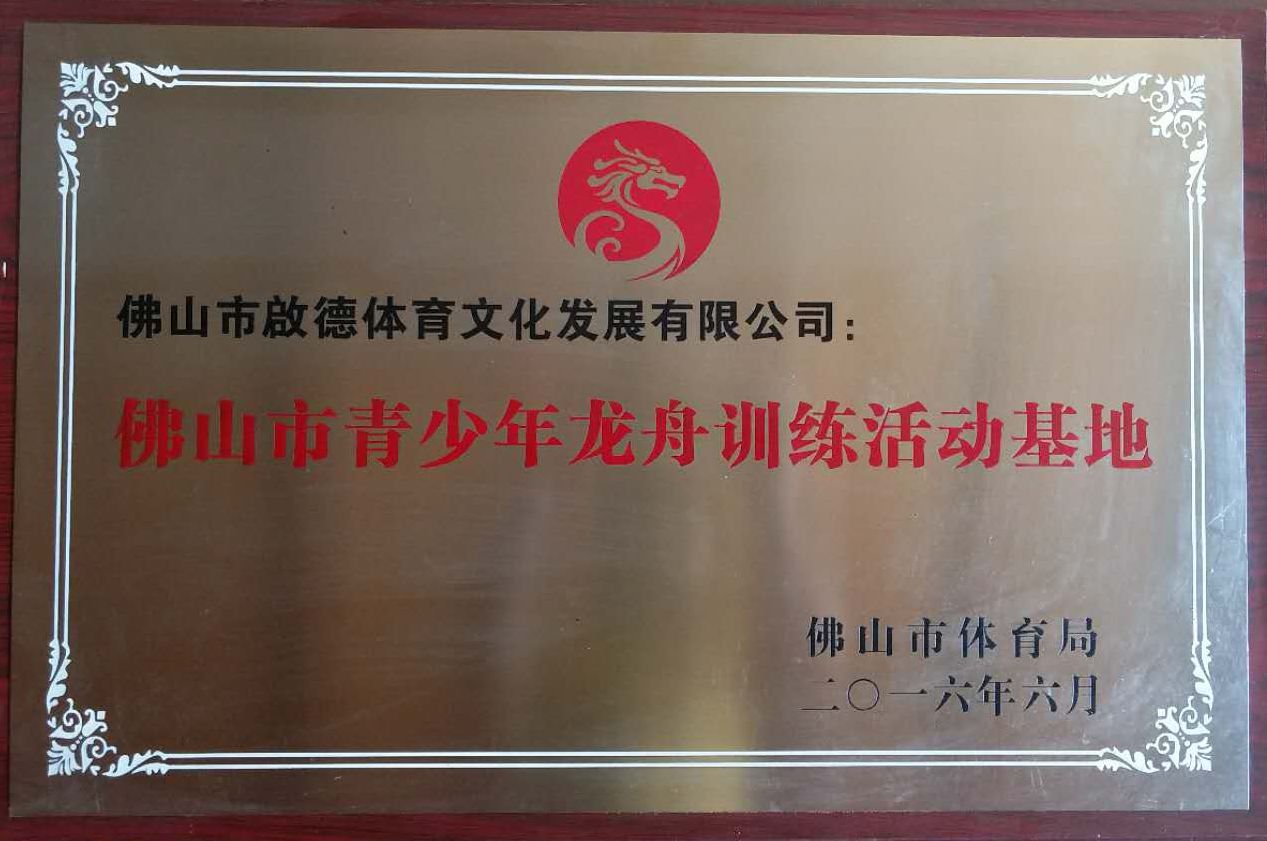 佛山市啟德体育文化发展有限公司：
佛山市青少年龙舟训练活动基地
佛山市体育局
二〇一六年六月